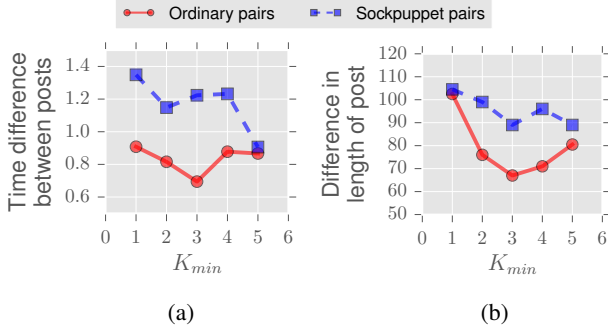 Ordinary pairs Sockpuppet pairs
Time difference
between posts
1.4
1.2
1.0
0.8
0.6
0 1 2 3 4 5 6
K_min
(a)
Difference in
length of post
120
110
100
90
80
70
60
50
0 1 2 3 4 5 6
K_min
(b)